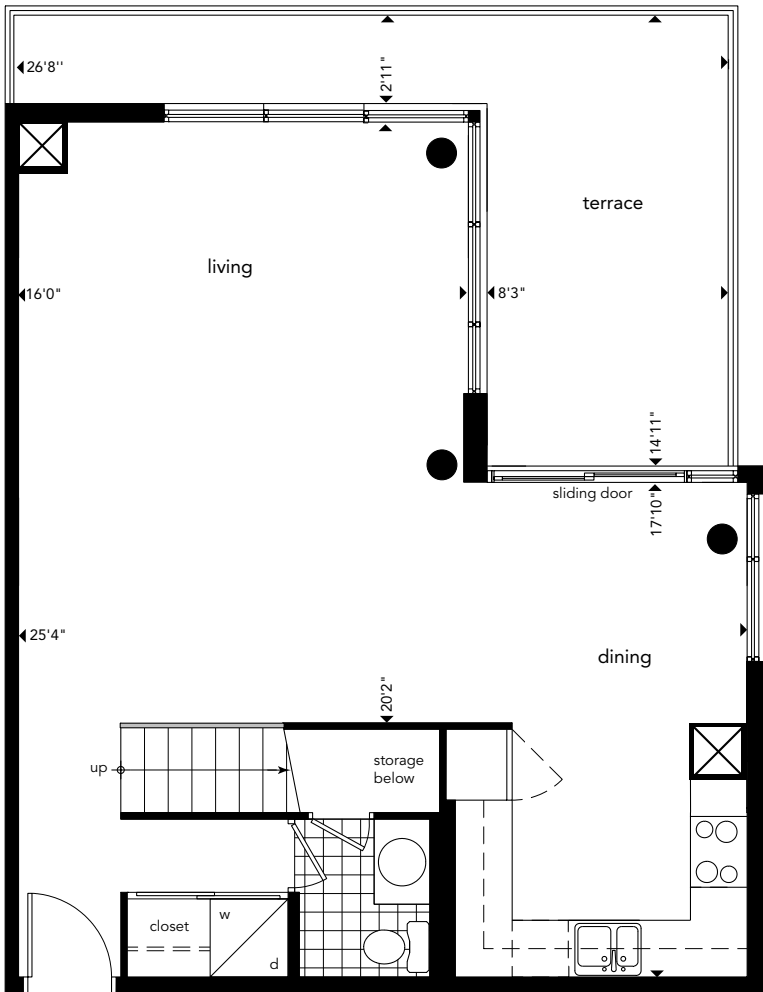 26'8''
2'11"
terrace
living
16'0"
8'3"
14'11"
sliding door
17'10"
25'4"
dining
20'2"
up
storage
below
closet
w
d